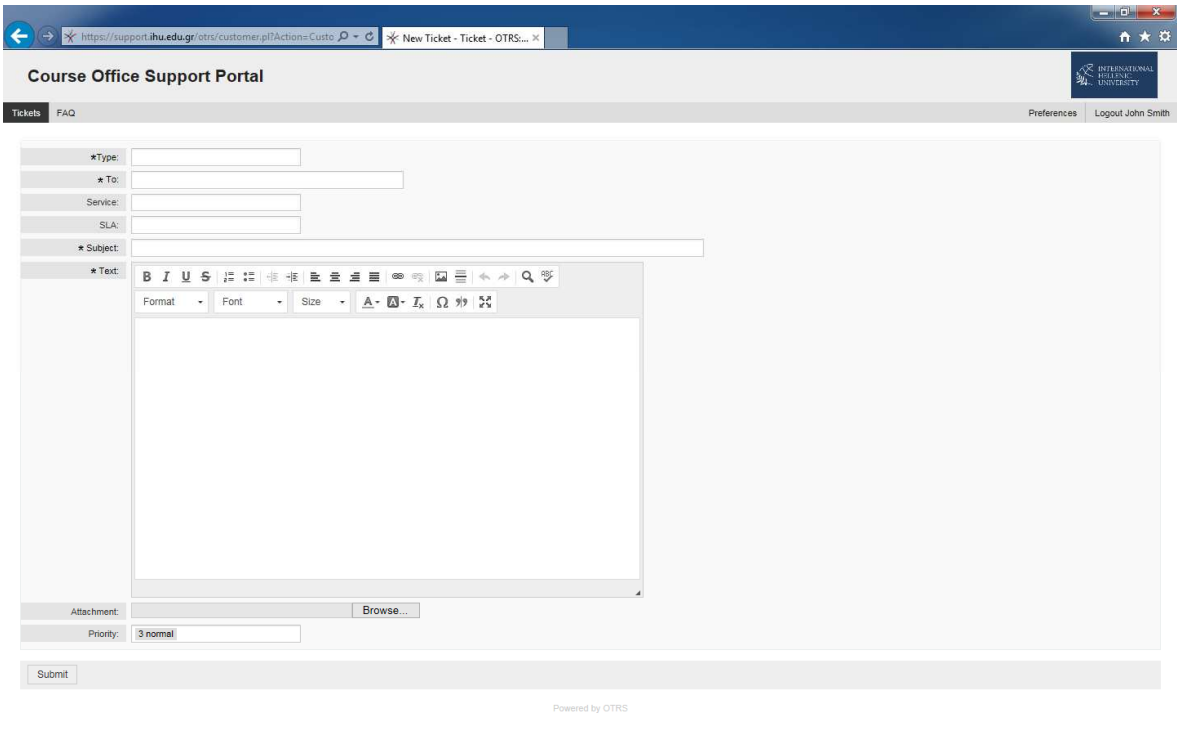 https://support.ihu.edu.gr/otrs/customer.pl?Action=Custo
New Ticket - Ticket - OTRS:...
Course Office Support Portal
INTERNATIONAL
HELLENIC
UNIVERSITY
Tickets FAQ Preferences Logout John Smith
*Type:
* To:
Service:
SLA:
* Subject:
* Text:
B I U S ABC
Format Font Size A A Ix Ω
Attachment: Browse...
Priority: 3 normal
Submit
Powered by OTRS